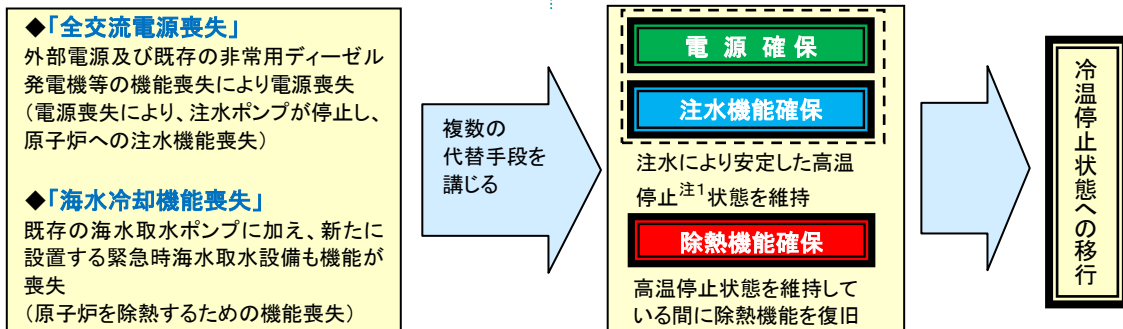 ◆「全交流電源喪失」
外部電源及び既存の非常用ディーゼル
発電機等の機能喪失により電源喪失
(電源喪失により、注水ポンプが停止し、
原子炉への注水機能喪失)
◆「海水冷却機能喪失」
既存の海水取水ポンプに加え、新たに
設置する緊急時海水取水設備も機能が
喪失
(原子炉を除熱するための機能喪失)
複数の
代替手段を
講じる
電源確保
注水機能確保
注水により安定した高温
停止注1状態を維持
除熱機能確保
高温停止状態を維持して
いる間に除熱機能を復旧
冷温停止状態への移行